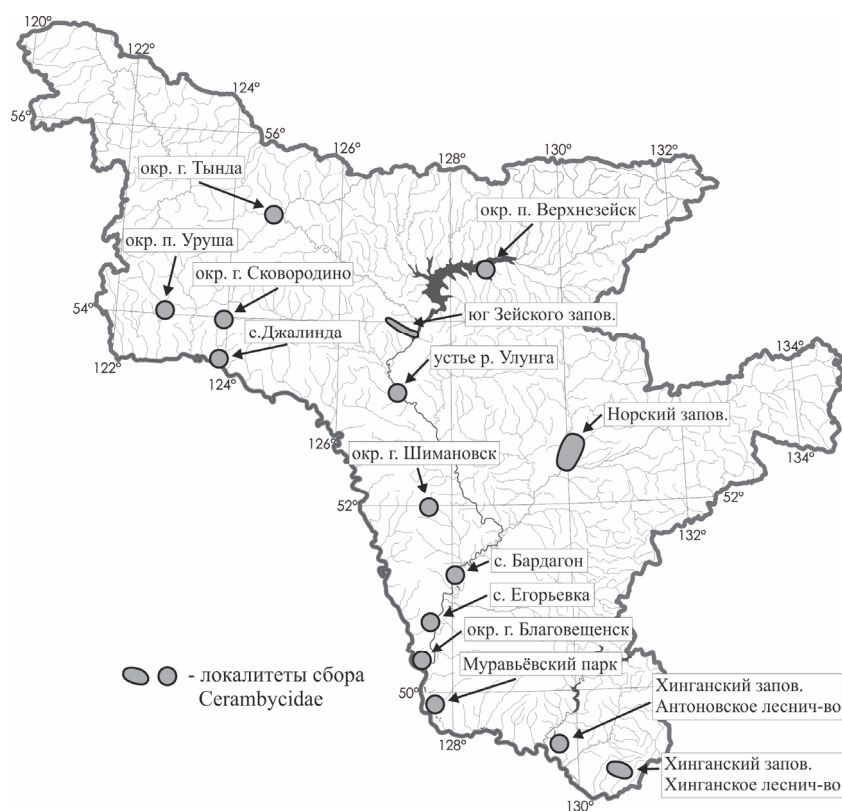 120°
122°
124°
56°
56°
126°
128°
130°
132°
окр. г. Тында
окр. п. Верхнезейск
окр. п. Уруша
окр. г. Сковородино
54°
юг Зейского запов.
с.Джалинда
122°
124°
устье р. Улунга
134°
Норский запов.
126°
134°
окр. г. Шимановск
52°
52°
132°
с. Бардагон
с. Егорьевка
окр. г. Благовещенск
Муравьёвский парк
- локалитеты сбора
Cerambycidae
50°
128°
Хинганский запов.
Антоновское леснич-во
Хинганский запов.
Хинганское леснич-во
130°